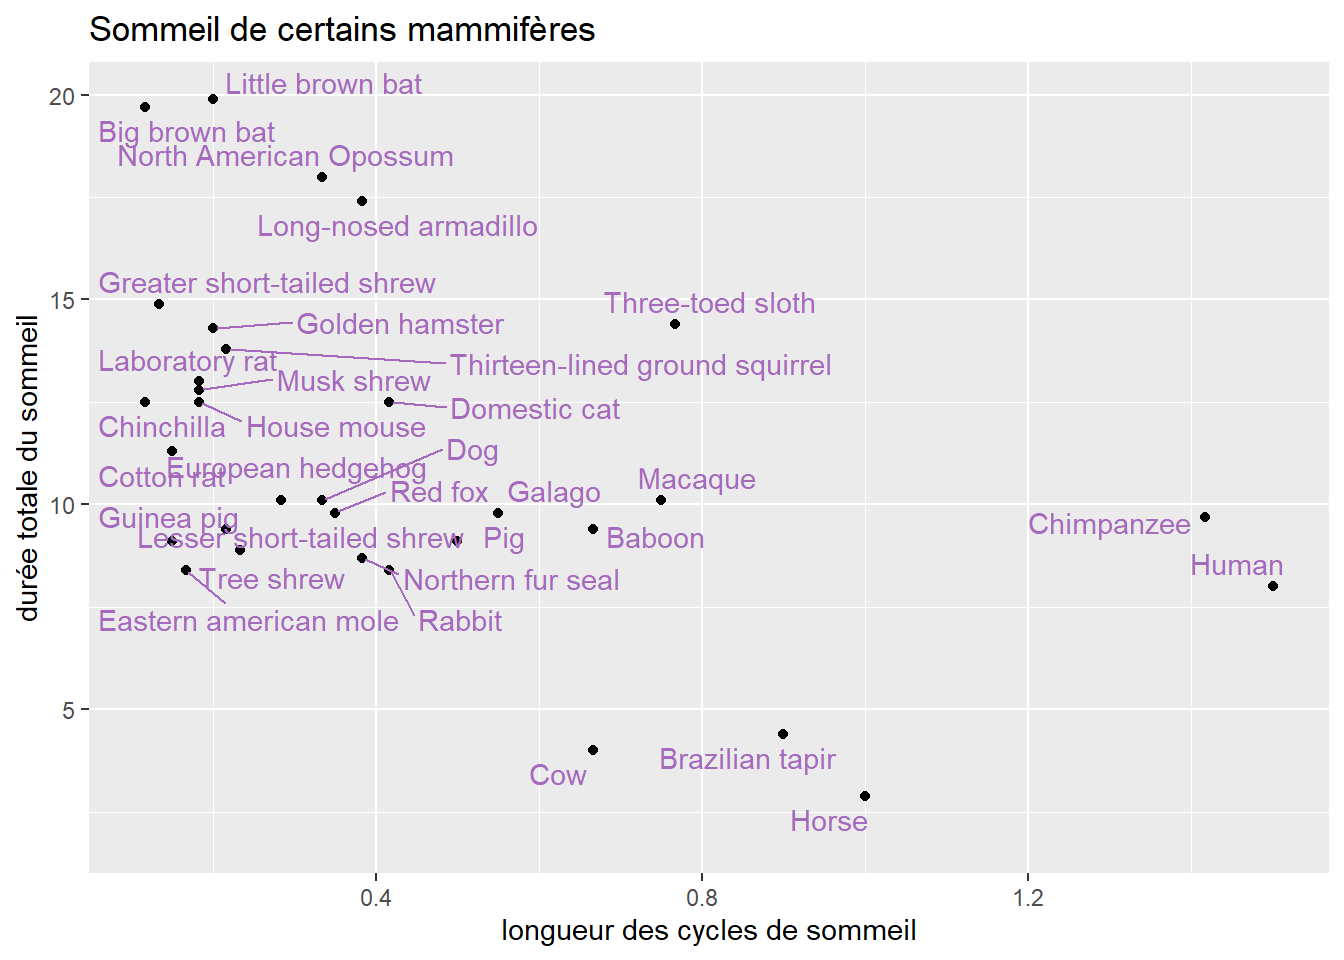 Sommeil de certains mammifères
20
Little brown bat
Big brown bat
North American Opossum
Long-nosed armadillo
Greater short-tailed shrew
15
Three-toed sloth
Golden hamster
Laboratory rat
Thirteen-lined ground squirrel
Musk shrew
Domestic cat
Chinchilla
House mouse
Dog
European hedgehog
Cotton rat
Macaque
Red fox
Galago
10
Guinea pig
Chimpanzee
Lesser short-tailed shrew
Pig
Baboon
Human
Tree shrew
Northern fur seal
Eastern american mole
Rabbit
5
Brazilian tapir
Cow
Horse
durée totale du sommeil
0.4
0.8
1.2
longueur des cycles de sommeil